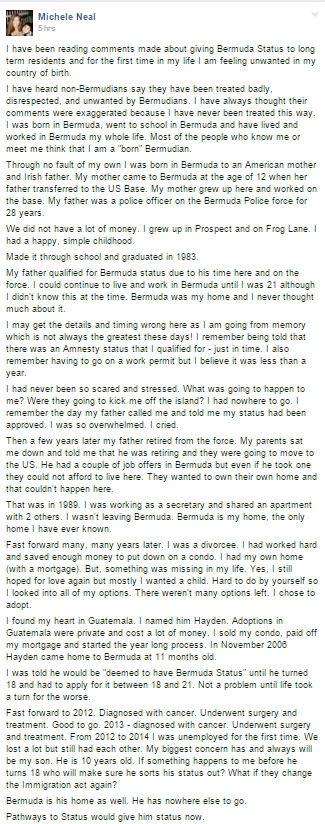 Michele Neal
5 hrs
I have been reading comments made about giving Bermuda Status to long
term residents and for the first time in my life I am feeling unwanted in my
country of birth.
I have heard non-Bermudians say they have been treated badly,
disrespected, and unwanted by Bermudians. I have always thought their
comments were exaggerated because I have never been treated this way.
I was born in Bermuda, went to school in Bermuda and have lived and
worked in Bermuda my whole life. Most of the people who know me or
meet me think that I am a "born" Bermudian.
Through no fault of my own I was born in Bermuda to an American mother
and Irish father. My mother came to Bermuda at the age of 12 when her
father transferred to the US Base. My mother grew up here and worked on
the base. My father was a police officer on the Bermuda Police force for
28 years.
We did not have a lot of money. I grew up in Prospect and on Frog Lane. I
had a happy, simple childhood.
Made it through school and graduated in 1983.
My father qualified for Bermuda status due to his time here and on the
force. I could continue to live and work in Bermuda until I was 21 although
I didn't know this at the time. Bermuda was my home and I never thought
much about it.
I may get the details and timing wrong here as I am going from memory
which is not always the greatest these days! I remember being told that
there was an Amnesty status that I qualified for - just in time. I also
remember having to go on a work permit but I believe it was less than a
year.
I had never been so scared and stressed. What was going to happen to
me? Were they going to kick me off the island? I had nowhere to go. I
remember the day my father called me and told me my status had been
approved. I was so overwhelmed. I cried.
Then a few years later my father retired from the force. My parents sat
me down and told me that he was retiring and they were going to move to
the US. He had a couple of job offers in Bermuda but even if he took one
they could not afford to live here. They wanted to own their own home and
that couldn't happen here.
That was in 1989. I was working as a secretary and shared an apartment
with 2 others. I wasn't leaving Bermuda. Bermuda is my home, the only
home I have ever known.
Fast forward many, many years later. I was a divorcee. I had worked hard
and saved enough money to put down on a condo. I had my own home
(with a mortgage). But, something was missing in my life. Yes, I still
hoped for love again but mostly I wanted a child. Hard to do by yourself so
I looked into all of my options. There weren't many options left. I chose to
adopt.
I found my heart in Guatemala. I named him Hayden. Adoptions in
Guatemala were private and cost a lot of money. I sold my condo, paid off
my mortgage and started the year long process. In November 2006
Hayden came home to Bermuda at 11 months old.
I was told he would be "deemed to have Bermuda Status" until he turned
18 and had to apply for it between 18 and 21. Not a problem until life took
a turn for the worse.
Fast forward to 2012. Diagnosed with cancer. Underwent surgery and
treatment. Good to go. 2013 - diagnosed with cancer. Underwent surgery
and treatment. From 2012 to 2014 I was unemployed for the first time. We
lost a lot but still had each other. My biggest concern has and always will
be my son. He is 10 years old. If something happens to me before he
turns 18 who will make sure he sorts his status out? What if they change
the Immigration act again?
Bermuda is his home as well. He has nowhere else to go.
Pathways to Status would give him status now.